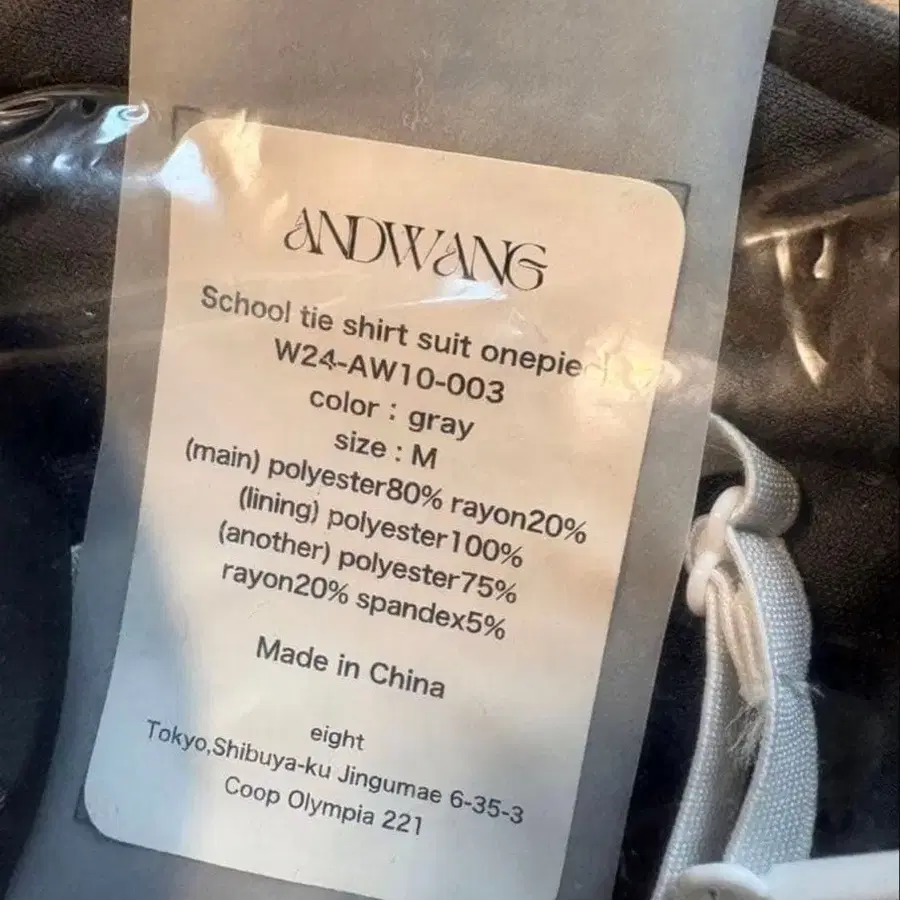 ANDWANG
School tie shirt suit
W24-AW10-003
color : gray
size : M
(main) polyester80% rayon20%
(lining) polyester100%
(another) polyester75%
rayon20% spandex5%
Made in China
eight
Tokyo,Shibuya-ku Jingumae 6-35-3
Coop Olympia 221